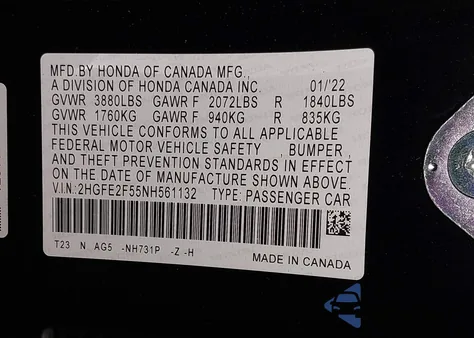 MFD.BY HONDA OF CANADA MFG.,
A DIVISION OF HONDA CANADA INC. 01/'22
GVWR 3880LBS GAWR F 2072LBS R 1840LBS
GVWR 1760KG GAWR F 940KG R 835KG
THIS VEHICLE CONFORMS TO ALL APPLICABLE
FEDERAL MOTOR VEHICLE SAFETY , BUMPER ,
AND THEFT PREVENTION STANDARDS IN EFFECT
ON THE DATE OF MANUFACTURE SHOWN ABOVE.
V.I.N.:2HGFE2F55NH561132 TYPE: PASSENGER CAR
T23 N AG5 -NH731P -Z -H
MADE IN CANADA